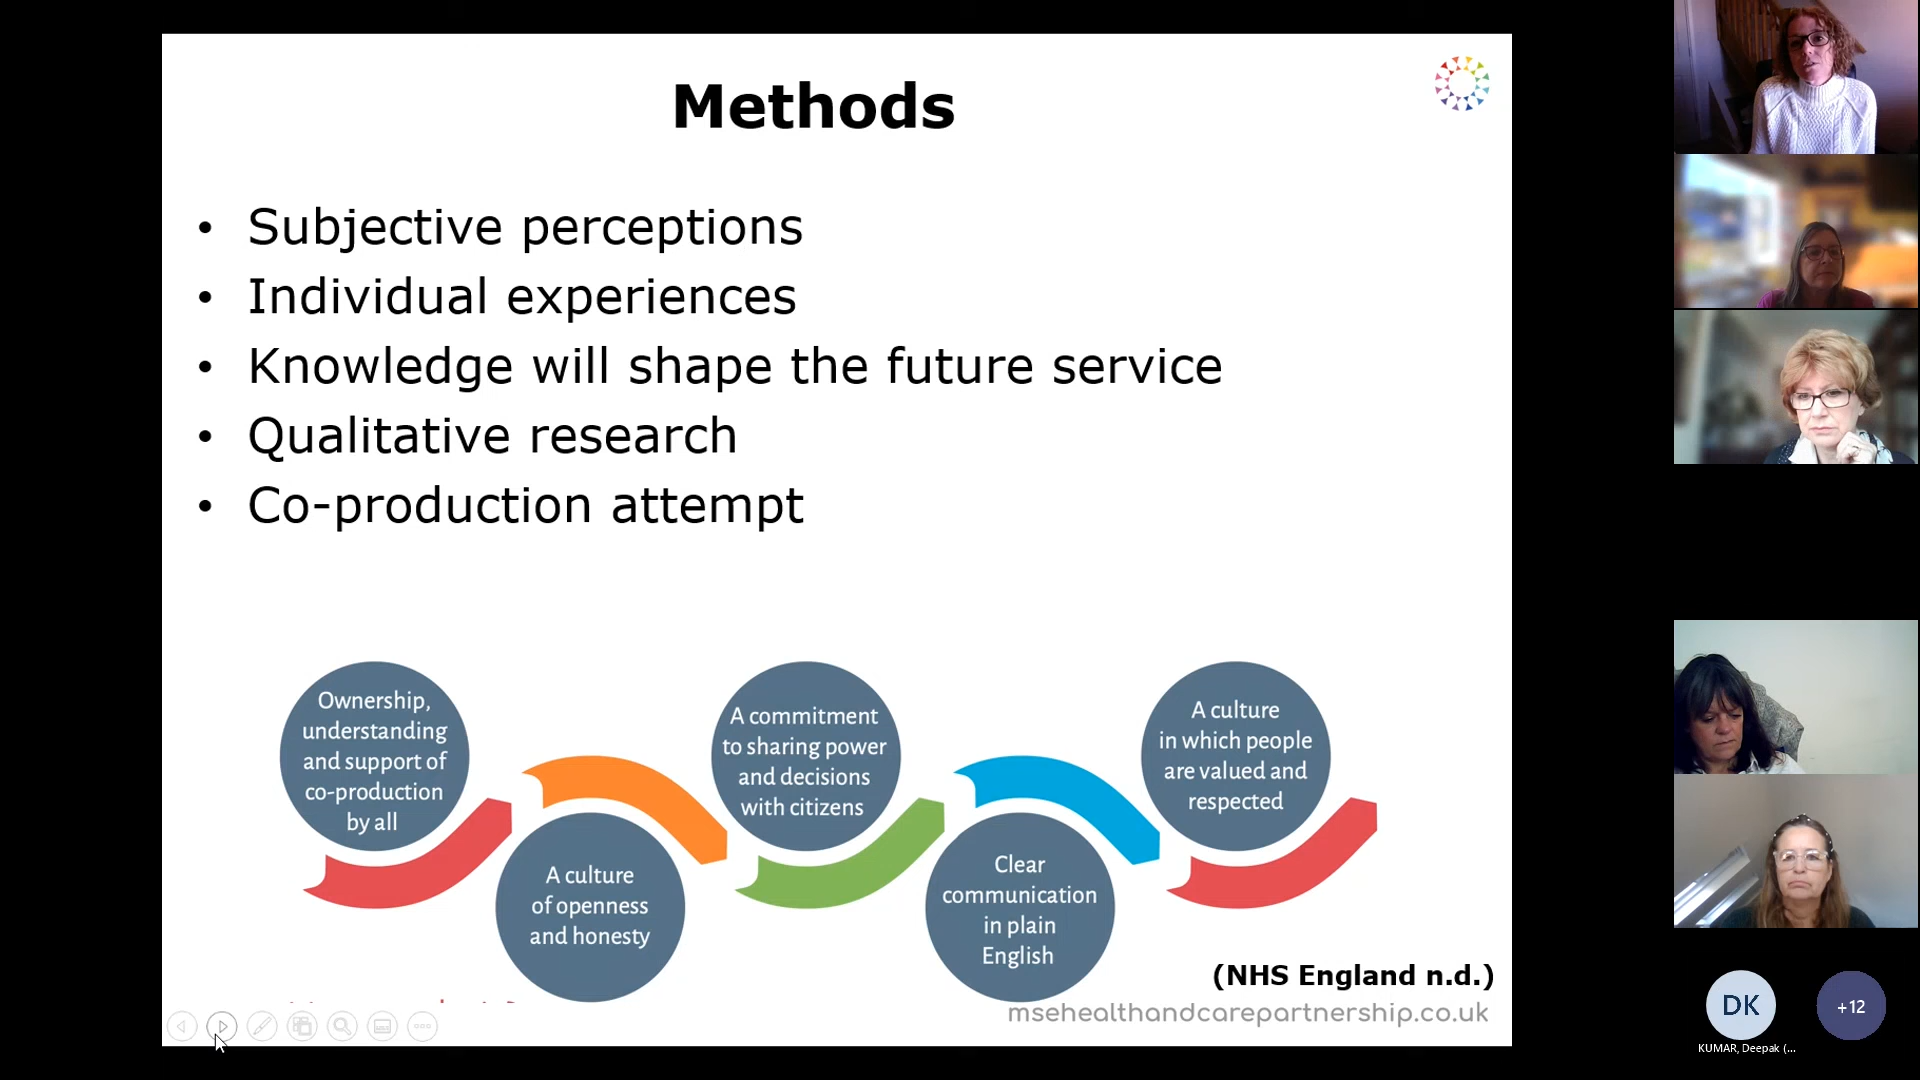 Methods
• Subjective perceptions
• Individual experiences
• Knowledge will shape the future service
• Qualitative research
• Co-production attempt
Ownership,
understanding
and support of
co-production
by all
A culture
of openness
and honesty
A commitment
to sharing power
and decisions
with citizens
Clear
communication
in plain
English
A culture
in which people
are valued and
respected
(NHS England n.d.)
msehealthandcarepartnership.co.uk
DK
+12
KUMAR, Deepak (...